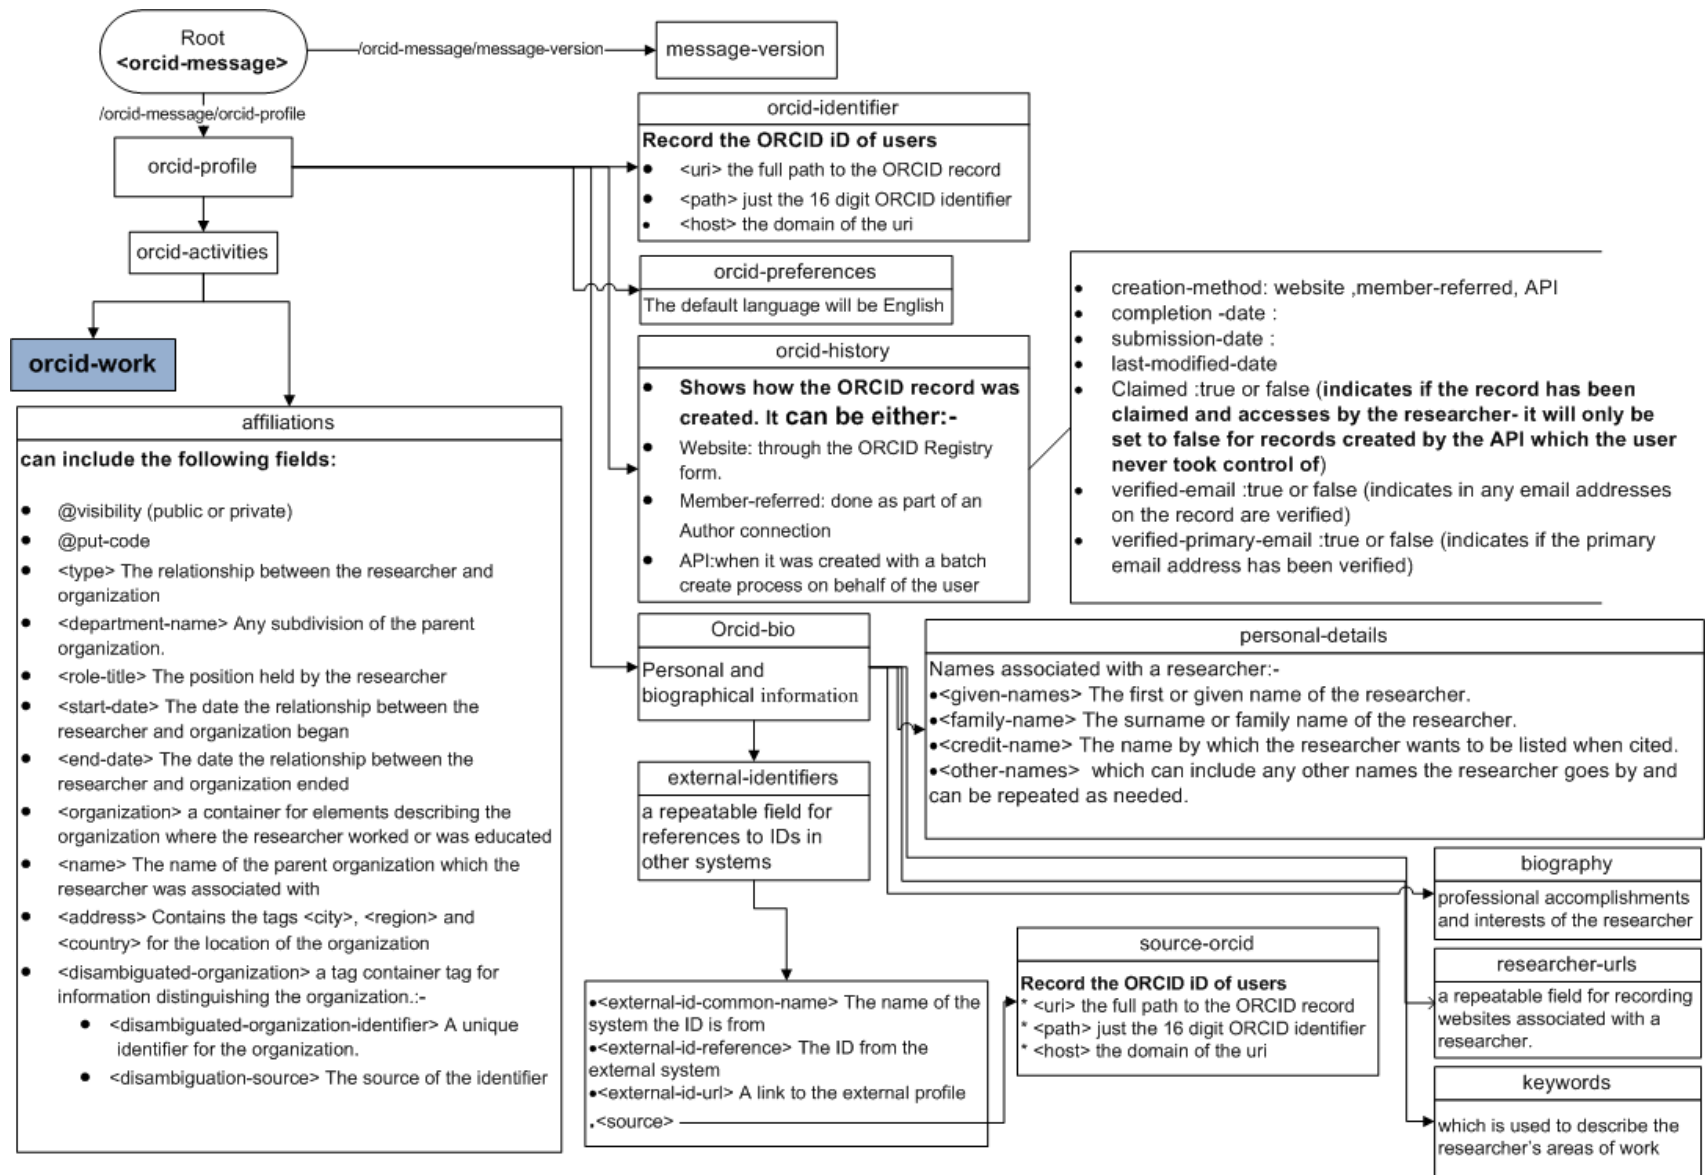 Root
<orcid-message>
/orcid-message/message-version
message-version
/orcid-message/orcid-profile
orcid-profile
orcid-activities
orcid-work
orcid-identifier
Record the ORCID iD of users
• <uri> the full path to the ORCID record
• <path> just the 16 digit ORCID identifier
• <host> the domain of the uri
orcid-preferences
The default language will be English
orcid-history
• Shows how the ORCID record was
created. It can be either:-
• Website: through the ORCID Registry
form.
• Member-referred: done as part of an
Author connection
• API:when it was created with a batch
create process on behalf of the user
• creation-method: website ,member-referred, API
• completion -date :
• submission-date :
• last-modified-date
• Claimed :true or false (indicates if the record has been
claimed and accesses by the researcher- it will only be
set to false for records created by the API which the user
never took control of)
• verified-email :true or false (indicates in any email addresses
on the record are verified)
• verified-primary-email :true or false (indicates if the primary
email address has been verified)
affiliations
can include the following fields:
• @visibility (public or private)
• @put-code
• <type> The relationship between the researcher and
organization
• <department-name> Any subdivision of the parent
organization.
• <role-title> The position held by the researcher
• <start-date> The date the relationship between the
researcher and organization began
• <end-date> The date the relationship between the
researcher and organization ended
• <organization> a container for elements describing the
organization where the researcher worked or was educated
• <name> The name of the parent organization which the
researcher was associated with
• <address> Contains the tags <city>, <region> and
<country> for the location of the organization
• <disambiguated-organization> a tag container tag for
information distinguishing the organization.:-
• <disambiguated-organization-identifier> A unique
identifier for the organization.
• <disambiguation-source> The source of the identifier
Orcid-bio
Personal and
biographical information
personal-details
Names associated with a researcher:-
•<given-names> The first or given name of the researcher.
•<family-name> The surname or family name of the researcher.
•<credit-name> The name by which the researcher wants to be listed when cited.
•<other-names> which can include any other names the researcher goes by and
can be repeated as needed.
external-identifiers
a repeatable field for
references to IDs in
other systems
•<external-id-common-name> The name of the
system the ID is from
•<external-id-reference> The ID from the
external system
•<external-id-url> A link to the external profile
.<source>
source-orcid
Record the ORCID iD of users
* <uri> the full path to the ORCID record
* <path> just the 16 digit ORCID identifier
* <host> the domain of the uri
biography
professional accomplishments
and interests of the researcher
researcher-urls
a repeatable field for recording
websites associated with a
researcher.
keywords
which is used to describe the
researcher's areas of work